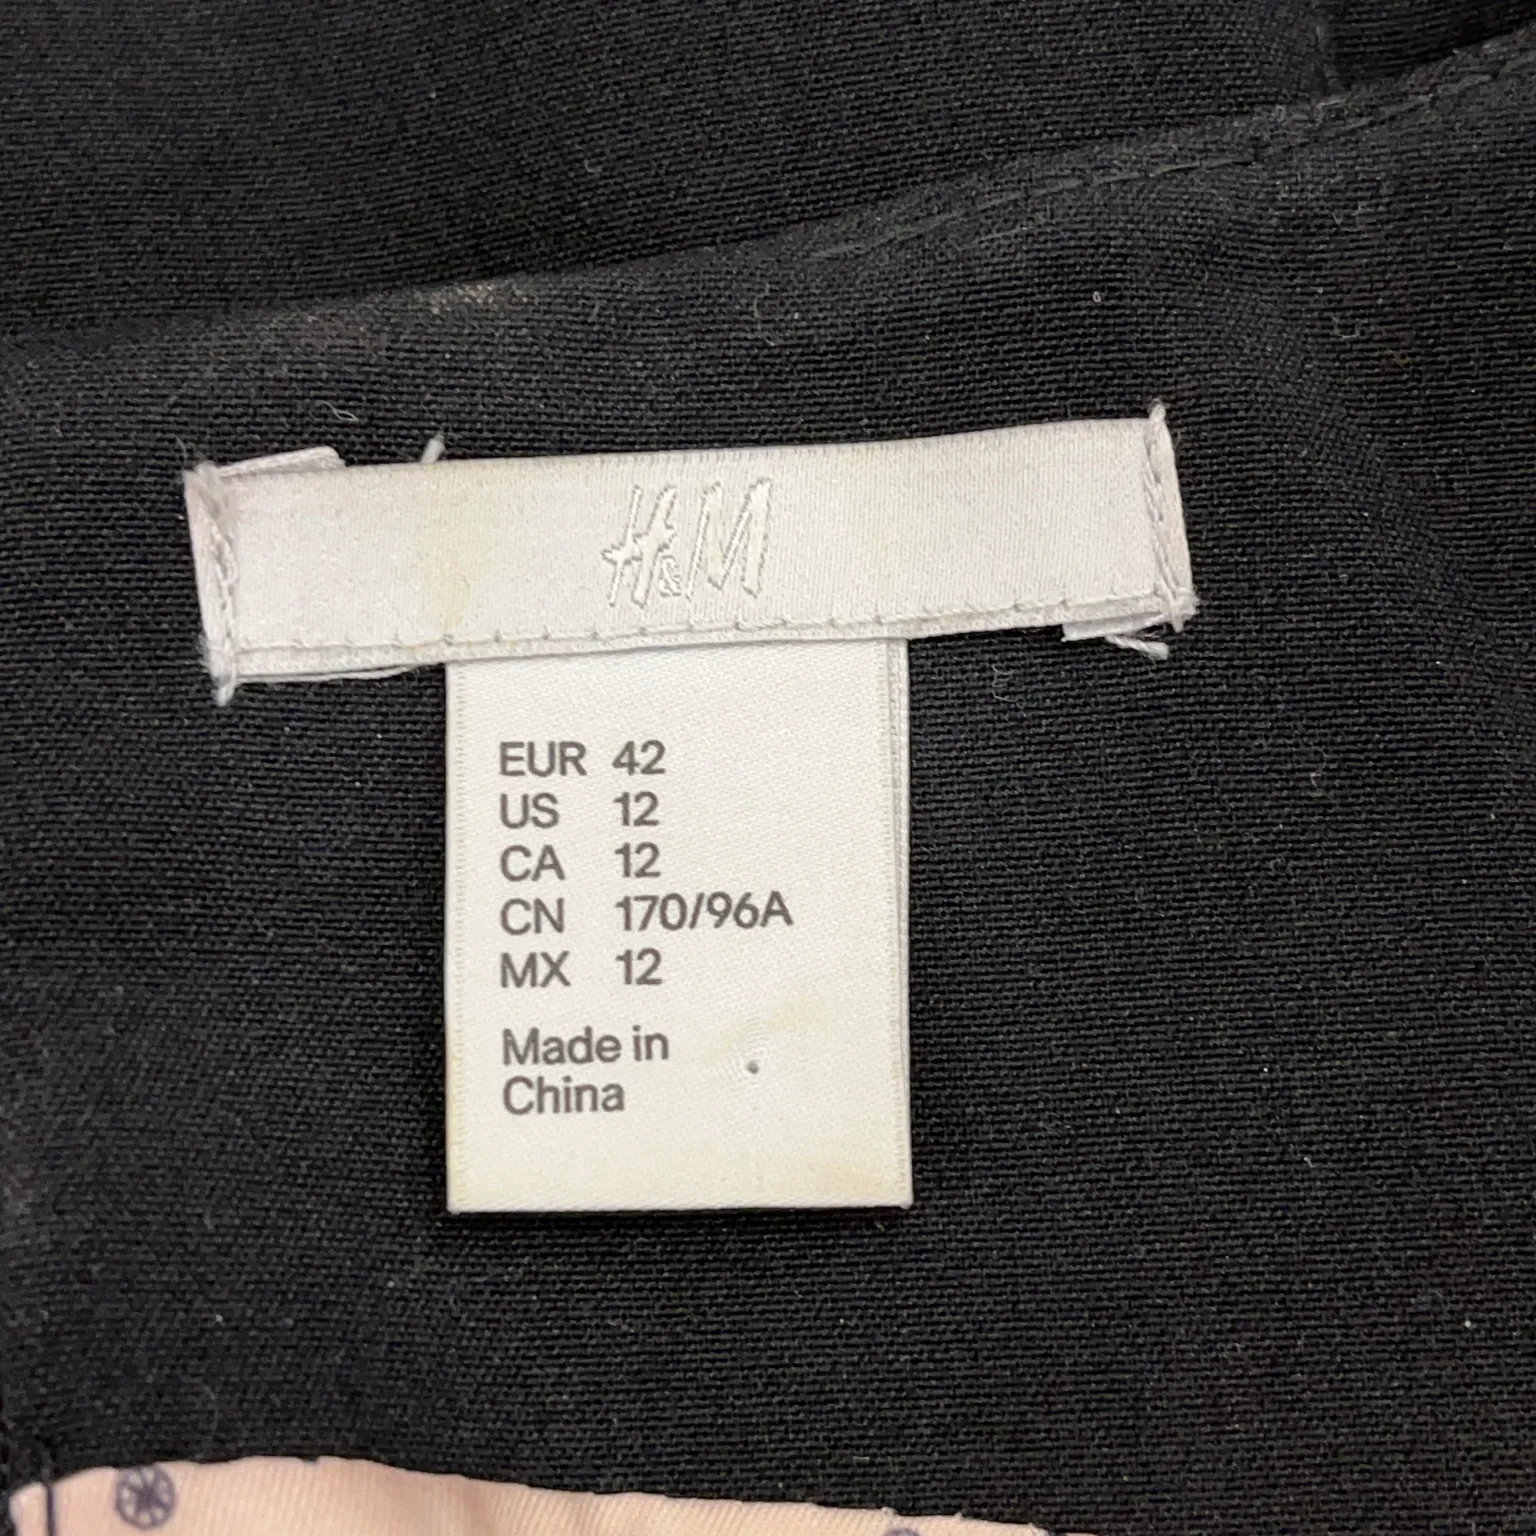 H&M
EUR 42
US 12
CA 12
CN 170/96A
MX 12
Made in
China